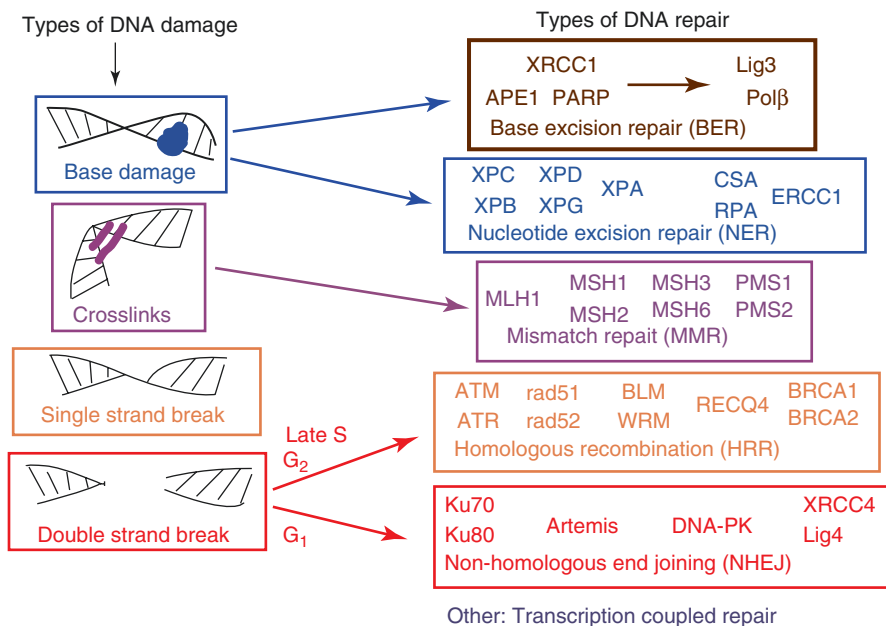 Types of DNA damage
Base damage
Crosslinks
Single strand break
Double strand break
Late S
G₂
G₁
Types of DNA repair
XRCC1 Lig3
APE1 PARP Polβ
Base excision repair (BER)
XPC XPD XPA CSA ERCC1
XPB XPG RPA
Nucleotide excision repair (NER)
MLH1 MSH1 MSH3 PMS1
MSH2 MSH6 PMS2
Mismatch repait (MMR)
ATM rad51 BLM RECQ4 BRCA1
ATR rad52 WRM BRCA2
Homologous recombination (HRR)
Ku70 XRCC4
Ku80 Artemis DNA-PK Lig4
Non-homologous end joining (NHEJ)
Other: Transcription coupled repair